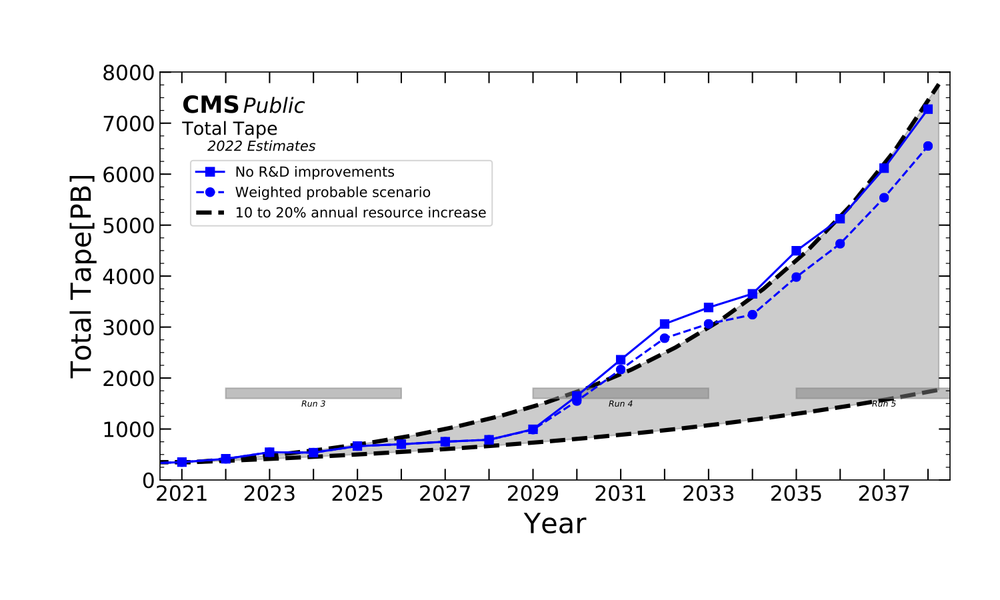 8000
7000
6000
5000
4000
3000
2000
1000
0
Total Tape[PB]
CMS Public
Total Tape
2022 Estimates
No R&D improvements
Weighted probable scenario
10 to 20% annual resource increase
Run 3
Run 4
Run 5
2021 2023 2025 2027 2029 2031 2033 2035 2037
Year